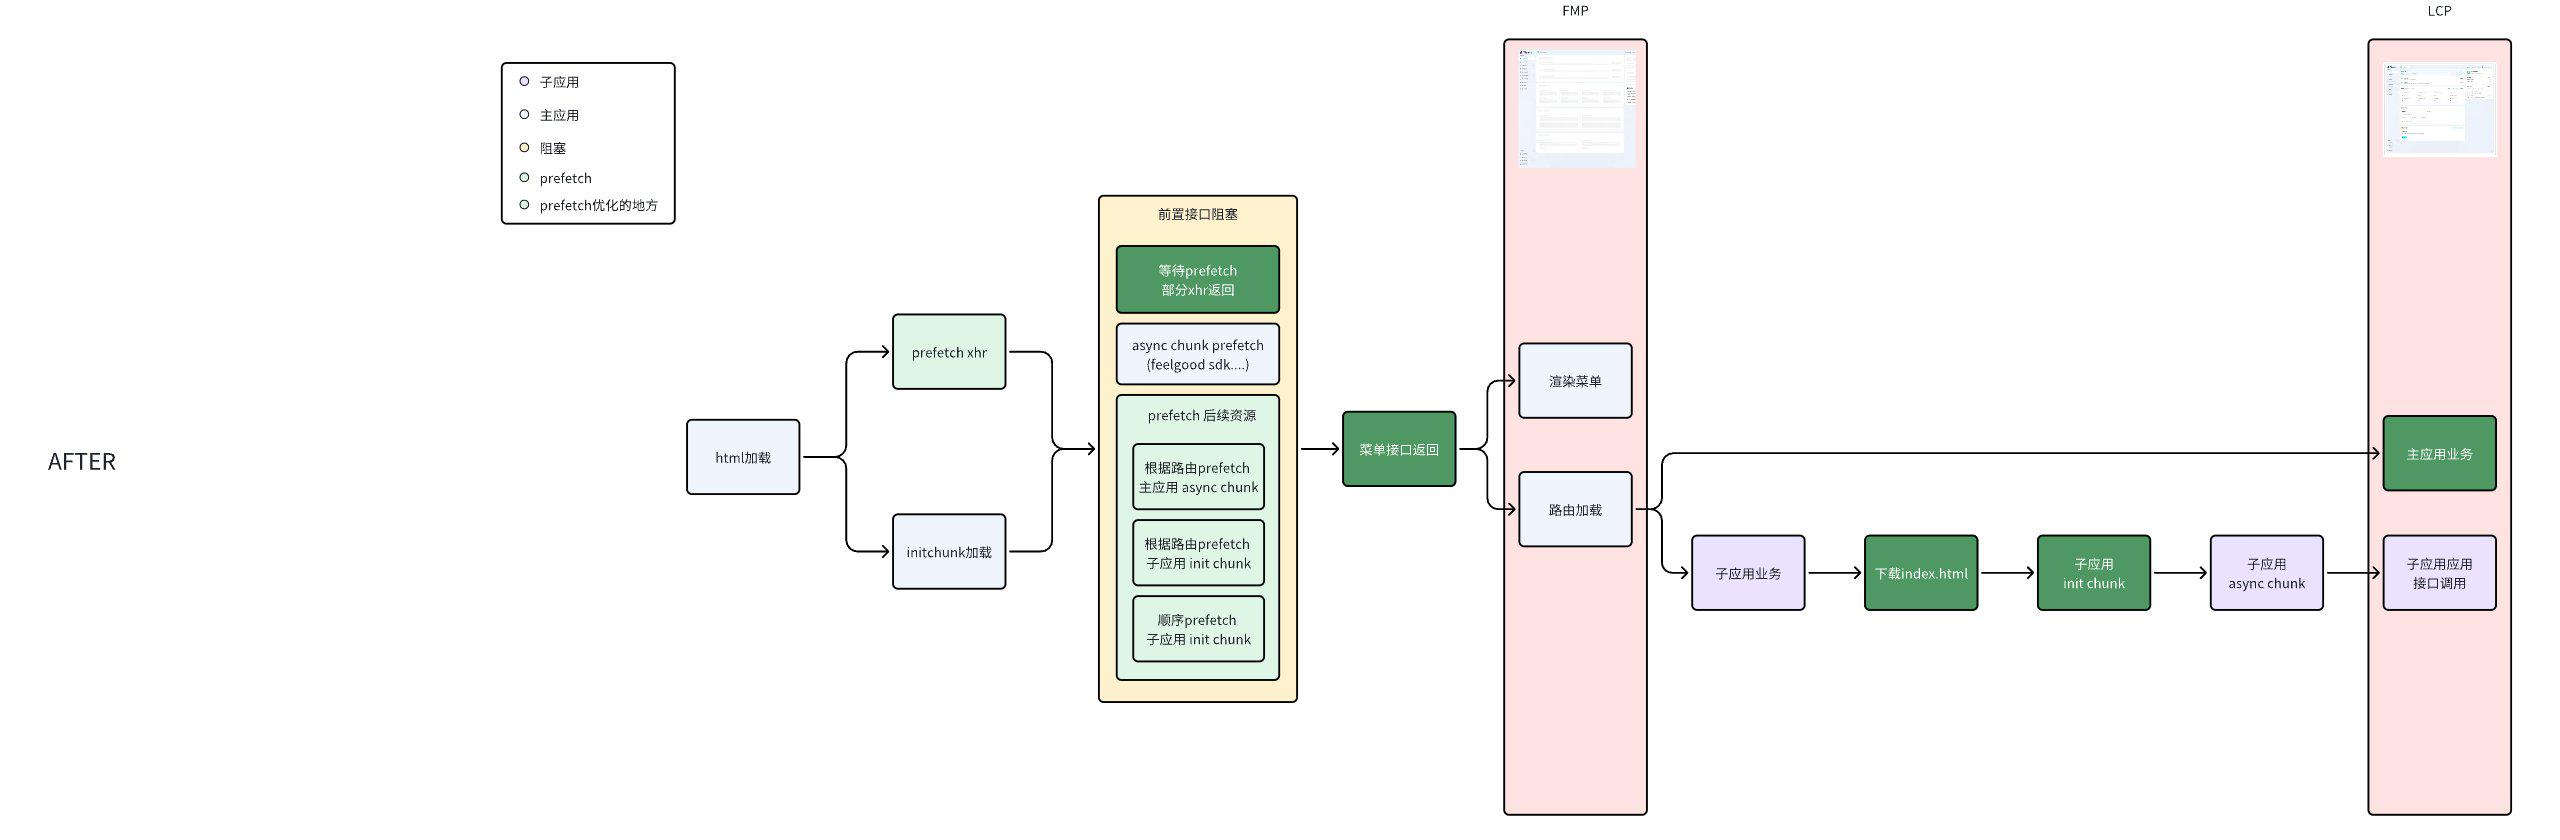 FMP
LCP
子应用
主应用
阻塞
prefetch
prefetch优化的地方
AFTER
html加载
prefetch xhr
initchunk加载
前置接口阻塞
等待prefetch
部分xhr返回
async chunk prefetch
(feelgood sdk....)
prefetch 后续资源
根据路由prefetch
主应用 async chunk
根据路由prefetch
子应用 init chunk
顺序prefetch
子应用 init chunk
菜单接口返回
渲染菜单
路由加载
主应用业务
子应用业务
下载index.html
子应用
init chunk
子应用
async chunk
子应用应用
接口调用